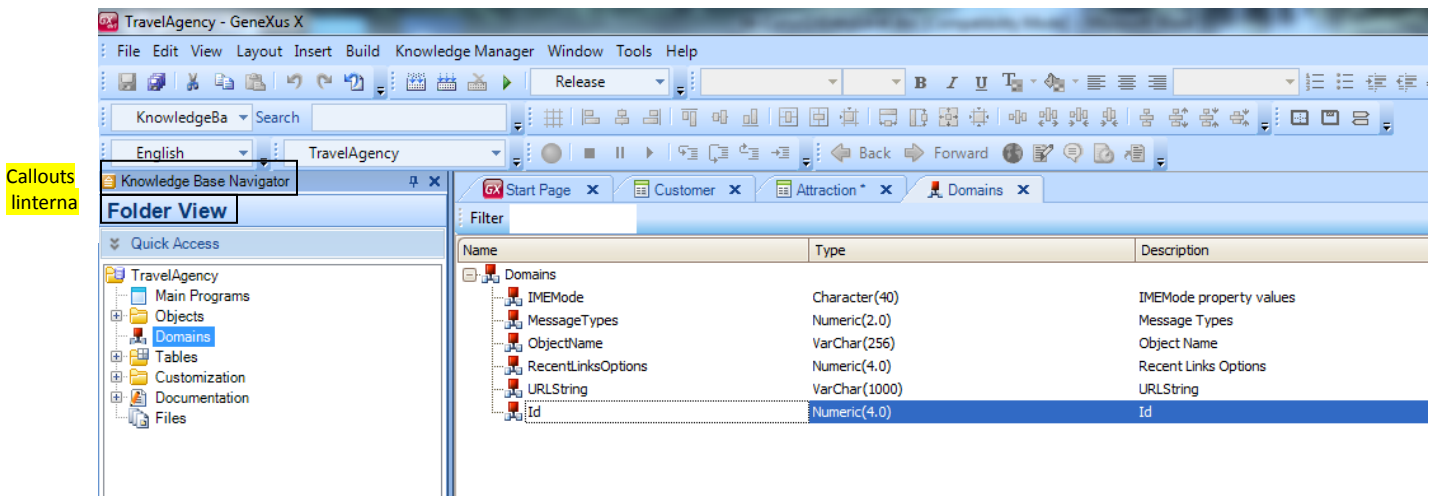 TravelAgency - GeneXus X
File Edit View Layout Insert Build Knowledge Manager Window Tools Help
Release B I U T
KnowledgeBa Search
English TravelAgency Back Forward
Callouts
linterna
Knowledge Base Navigator
Folder View
Quick Access
TravelAgency
Main Programs
Objects
Domains
Tables
Customization
Documentation
Files
GX Start Page Customer Attraction * Domains
Filter
Name Type Description
Domains
IMEMode Character(40) IMEMode property values
MessageTypes Numeric(2.0) Message Types
ObjectName VarChar(256) Object Name
RecentLinksOptions Numeric(4.0) Recent Links Options
URLString VarChar(1000) URLString
Id Numeric(4.0) Id